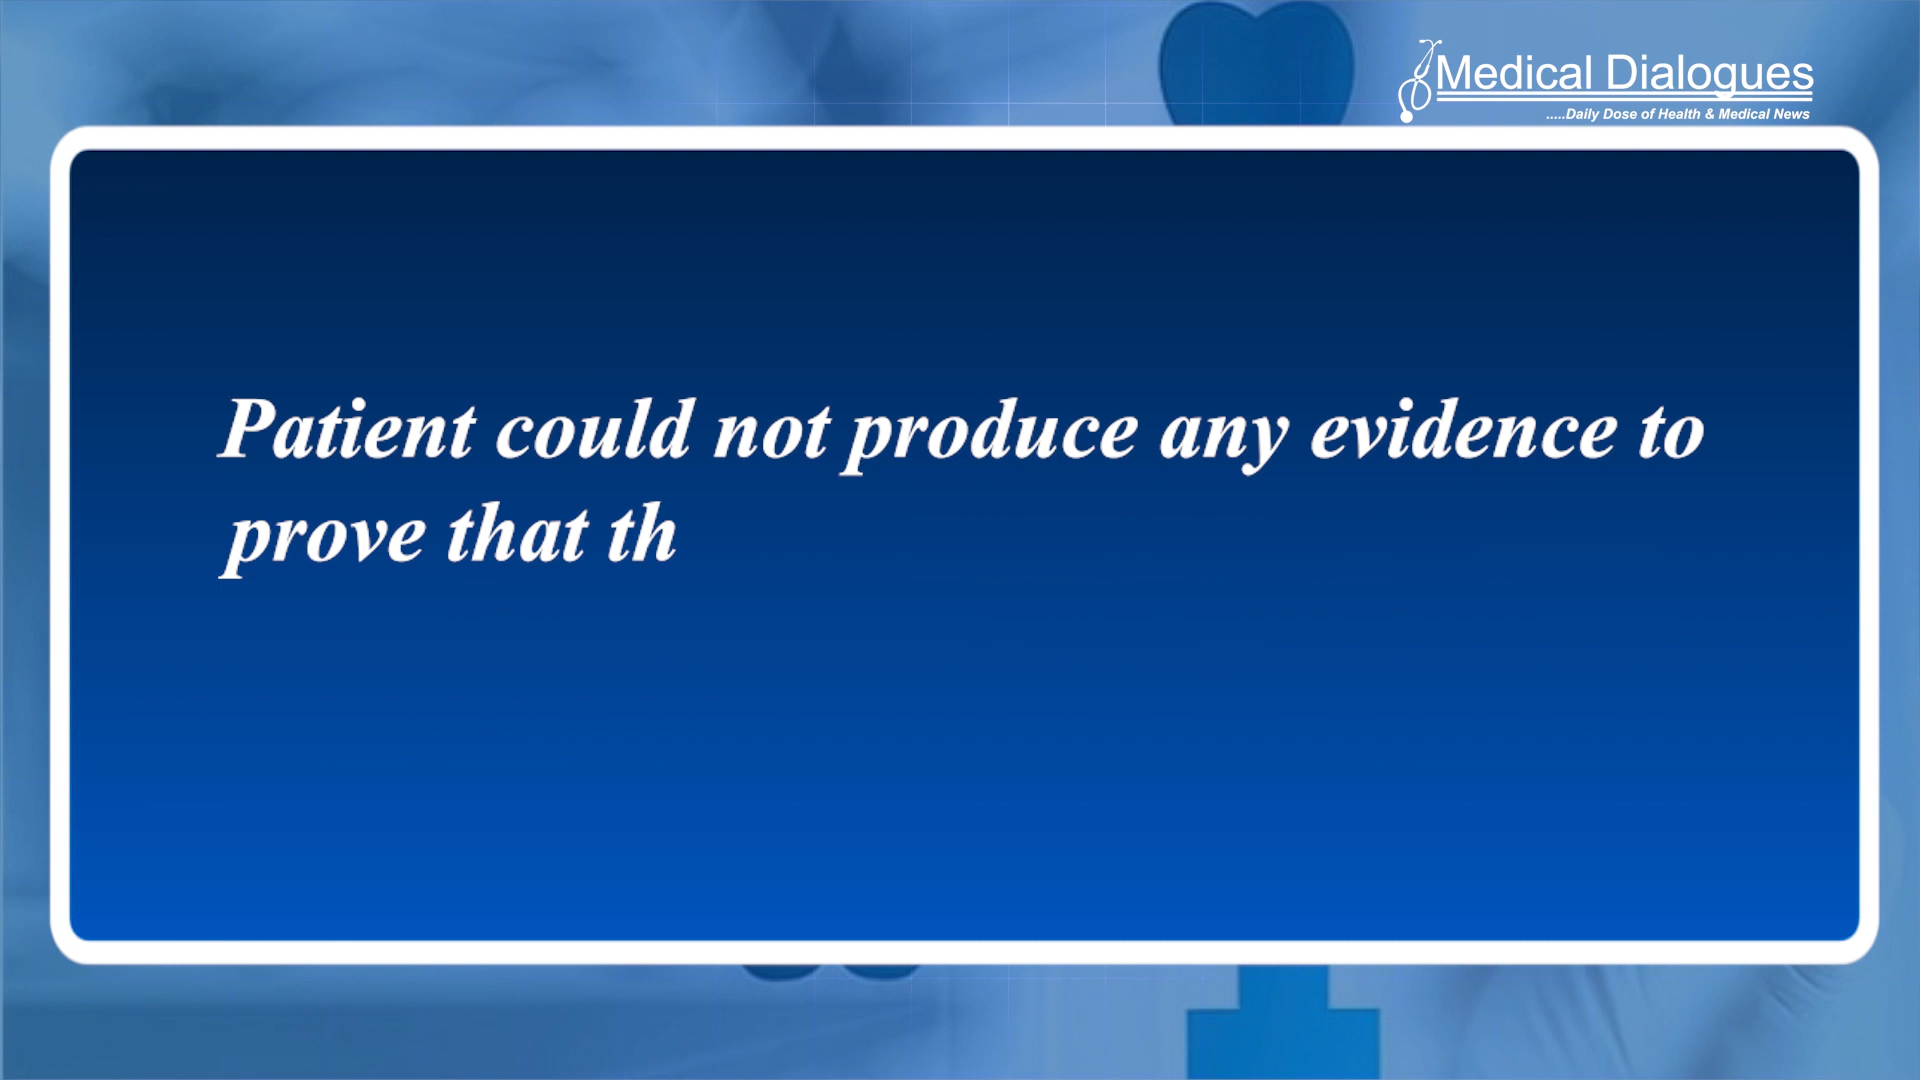 Medical Dialogues
.....Daily Dose of Health & Medical News
Patient could not produce any evidence to
prove that th